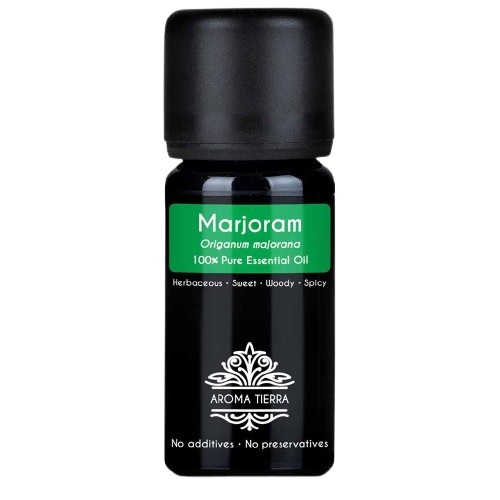 Marjoram
Origanum majorana
100% Pure Essential Oil
Herbaceous • Sweet • Woody • Spicy
AROMA TIERRA
No additives • No preservatives